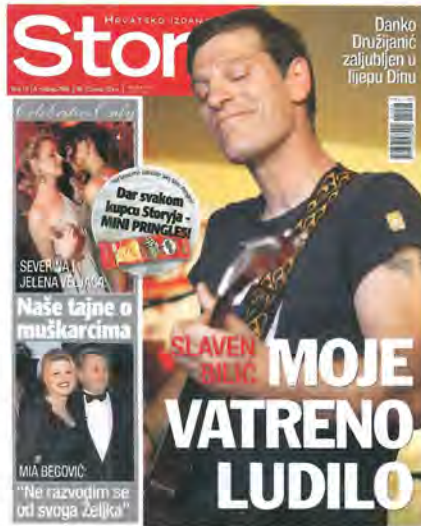 HRVATSKO IZDANJE
Story
Danko
Družijanić
zaljubljen u
lijepu Dinu
Celebrities Only
Dar svakom
kupcu Storyja -
MINI PRINGLES!
SEVERINA I
JELENA VELJAČA:
Naše tajne o
muškarcima
SLAVEN
BILIĆ
MOJE
VATRENO
LUDILO
MIA BEGOVIĆ:
"Ne razvodim se
od svoga Željka"